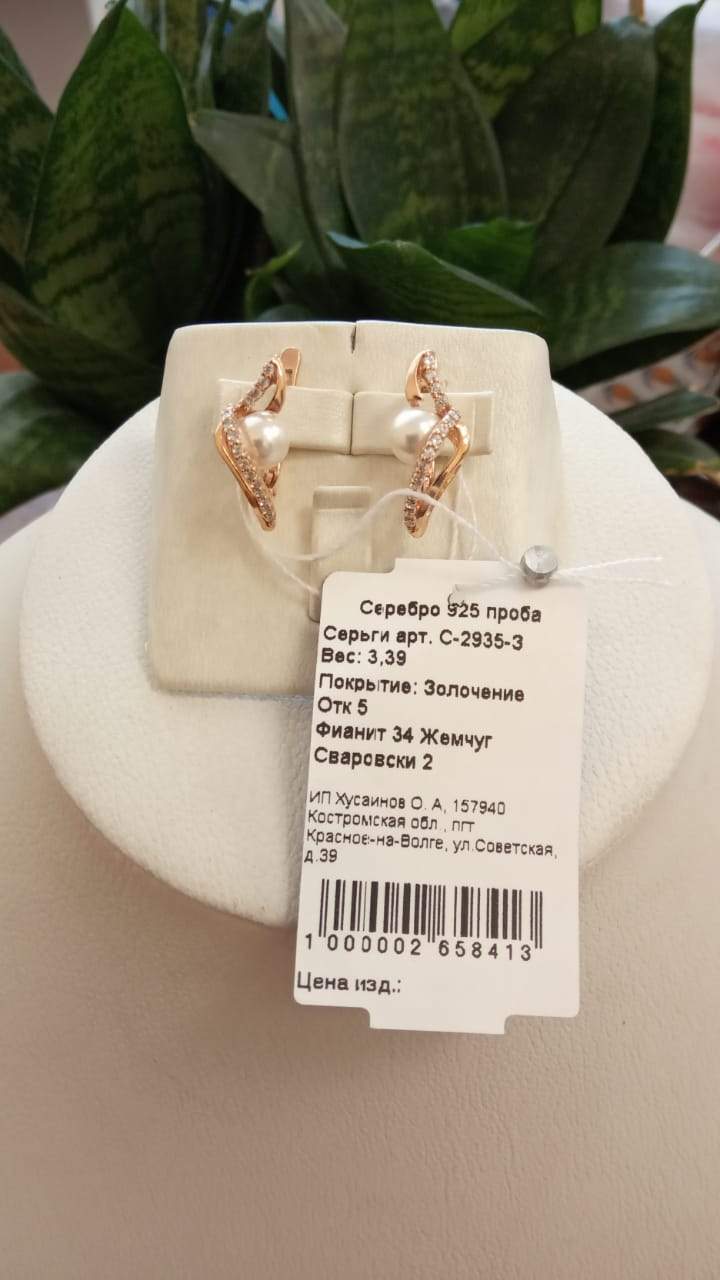 Серебро 925 проба
Серьги арт. С-2935-З
Вес: 3,39
Покрытие: Золочение
Отк 5
Фианит 34 Жемчуг
Сваровски 2
ИП Хусаинов О. А, 157940
Костромская обл., пгт
Красное-на-Волге, ул.Советская,
д.39
1 000002 658413
Цена изд.: